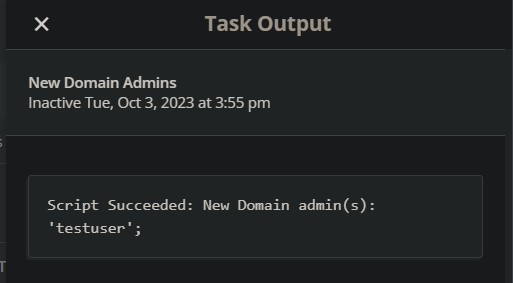 Task Output
New Domain Admins
Inactive Tue, Oct 3, 2023 at 3:55 pm
Script Succeeded: New Domain admin(s):
'testuser';